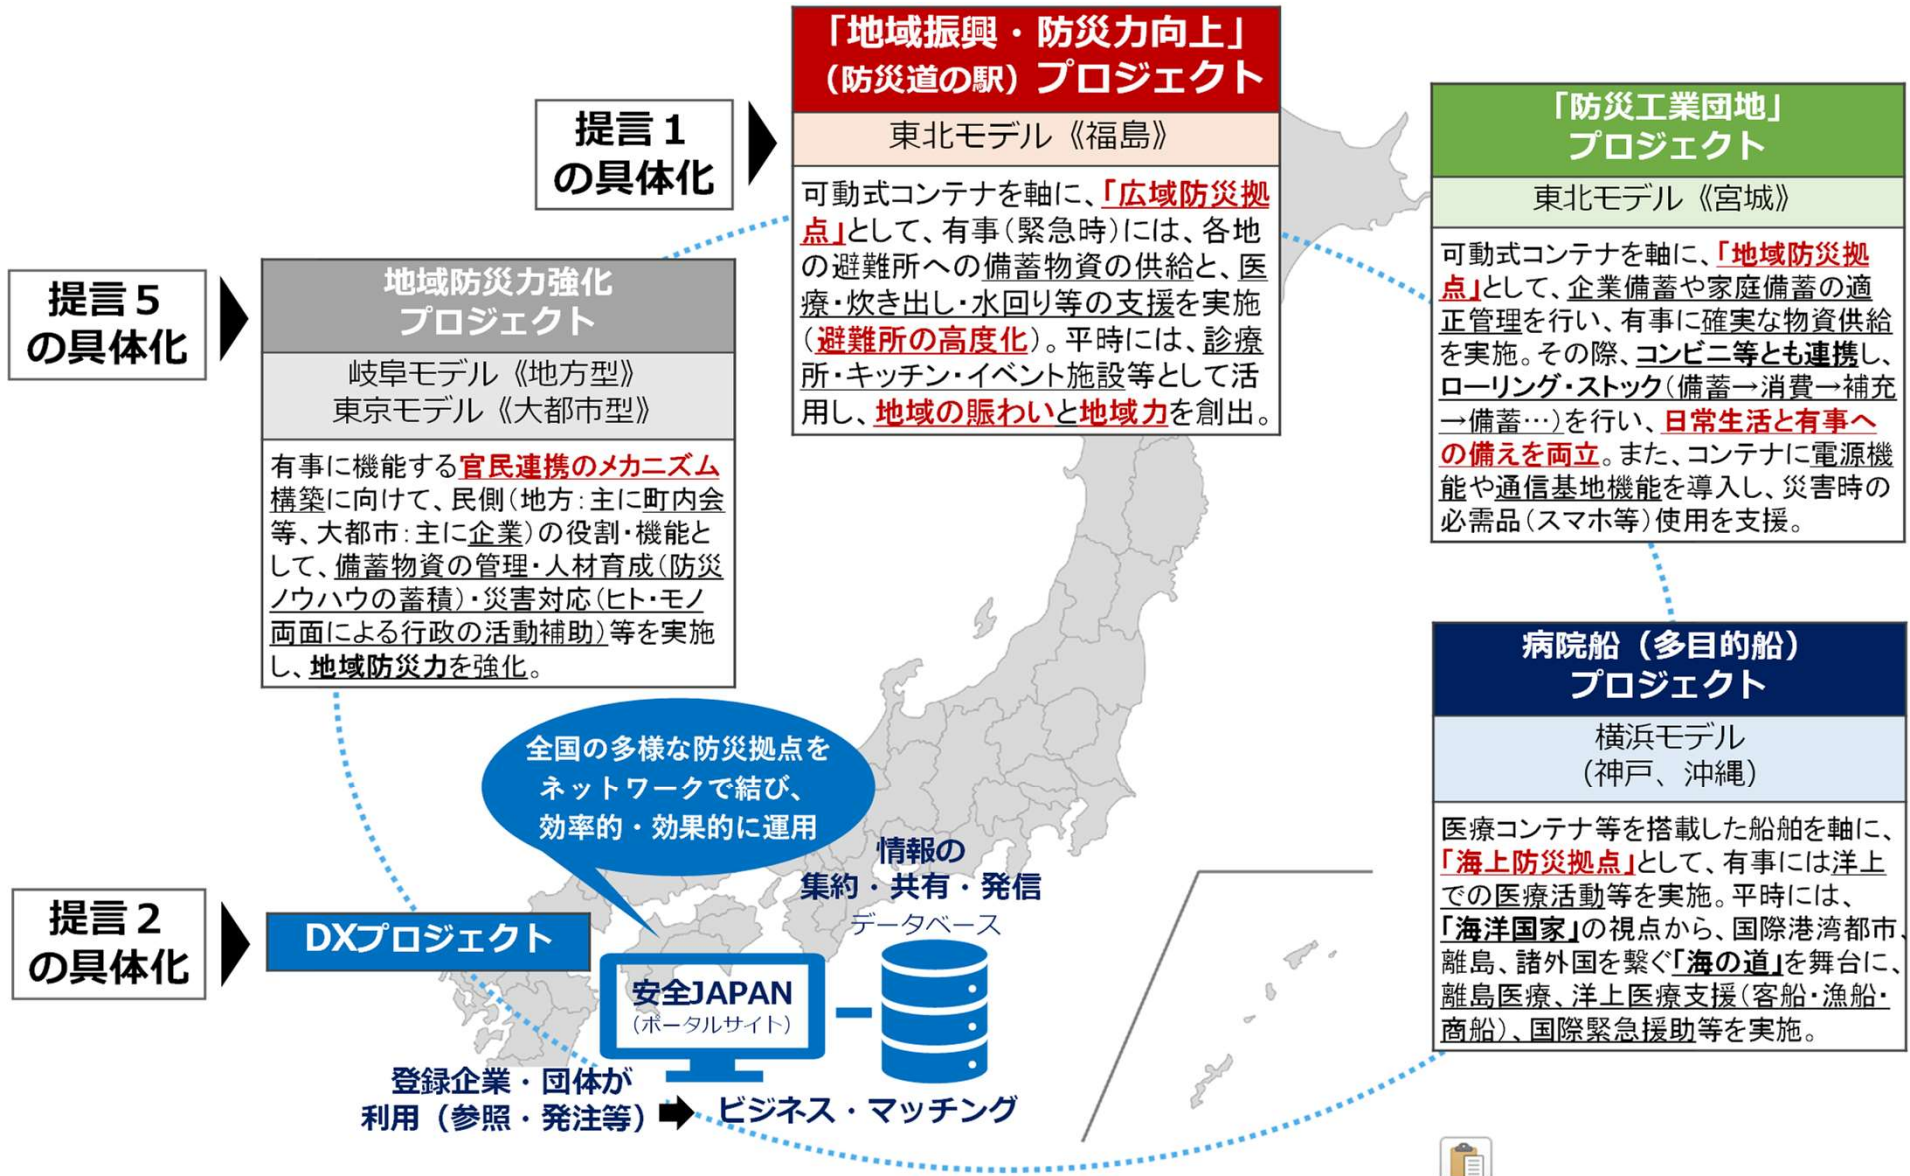 「地域振興・防災力向上」
（防災道の駅）プロジェクト
東北モデル《福島》
可動式コンテナを軸に、「広域防災拠
点」として、有事（緊急時）には、各地
の避難所への備蓄物資の供給と、医
療・炊き出し・水回り等の支援を実施
（避難所の高度化）。平時には、診療
所・キッチン・イベント施設等として活
用し、地域の賑わいと地域力を創出。
提言１
の具体化
「防災工業団地」
プロジェクト
東北モデル《宮城》
可動式コンテナを軸に、「地域防災拠
点」として、企業備蓄や家庭備蓄の適
正管理を行い、有事に確実な物資供給
を実施。その際、コンビニ等とも連携し、
ローリング・ストック（備蓄→消費→補充
→備蓄…）を行い、日常生活と有事へ
の備えを両立。また、コンテナに電源機
能や通信基地機能を導入し、災害時の
必需品（スマホ等）使用を支援。
提言５
の具体化
地域防災力強化
プロジェクト
岐阜モデル《地方型》
東京モデル《大都市型》
有事に機能する官民連携のメカニズム
構築に向けて、民側（地方：主に町内会
等、大都市：主に企業）の役割・機能と
して、備蓄物資の管理・人材育成（防災
ノウハウの蓄積）・災害対応（ヒト・モノ
両面による行政の活動補助）等を実施
し、地域防災力を強化。
病院船（多目的船）
プロジェクト
横浜モデル
（神戸、沖縄）
医療コンテナ等を搭載した船舶を軸に、
「海上防災拠点」として、有事には洋上
での医療活動等を実施。平時には、
「海洋国家」の視点から、国際港湾都市、
離島、諸外国を繋ぐ「海の道」を舞台に、
離島医療、洋上医療支援（客船・漁船・
商船）、国際緊急援助等を実施。
全国の多様な防災拠点を
ネットワークで結び、
効率的・効果的に運用
提言２
の具体化
DXプロジェクト
情報の
集約・共有・発信
データベース
安全JAPAN
（ポータルサイト）
登録企業・団体が
利用（参照・発注等）
ビジネス・マッチング